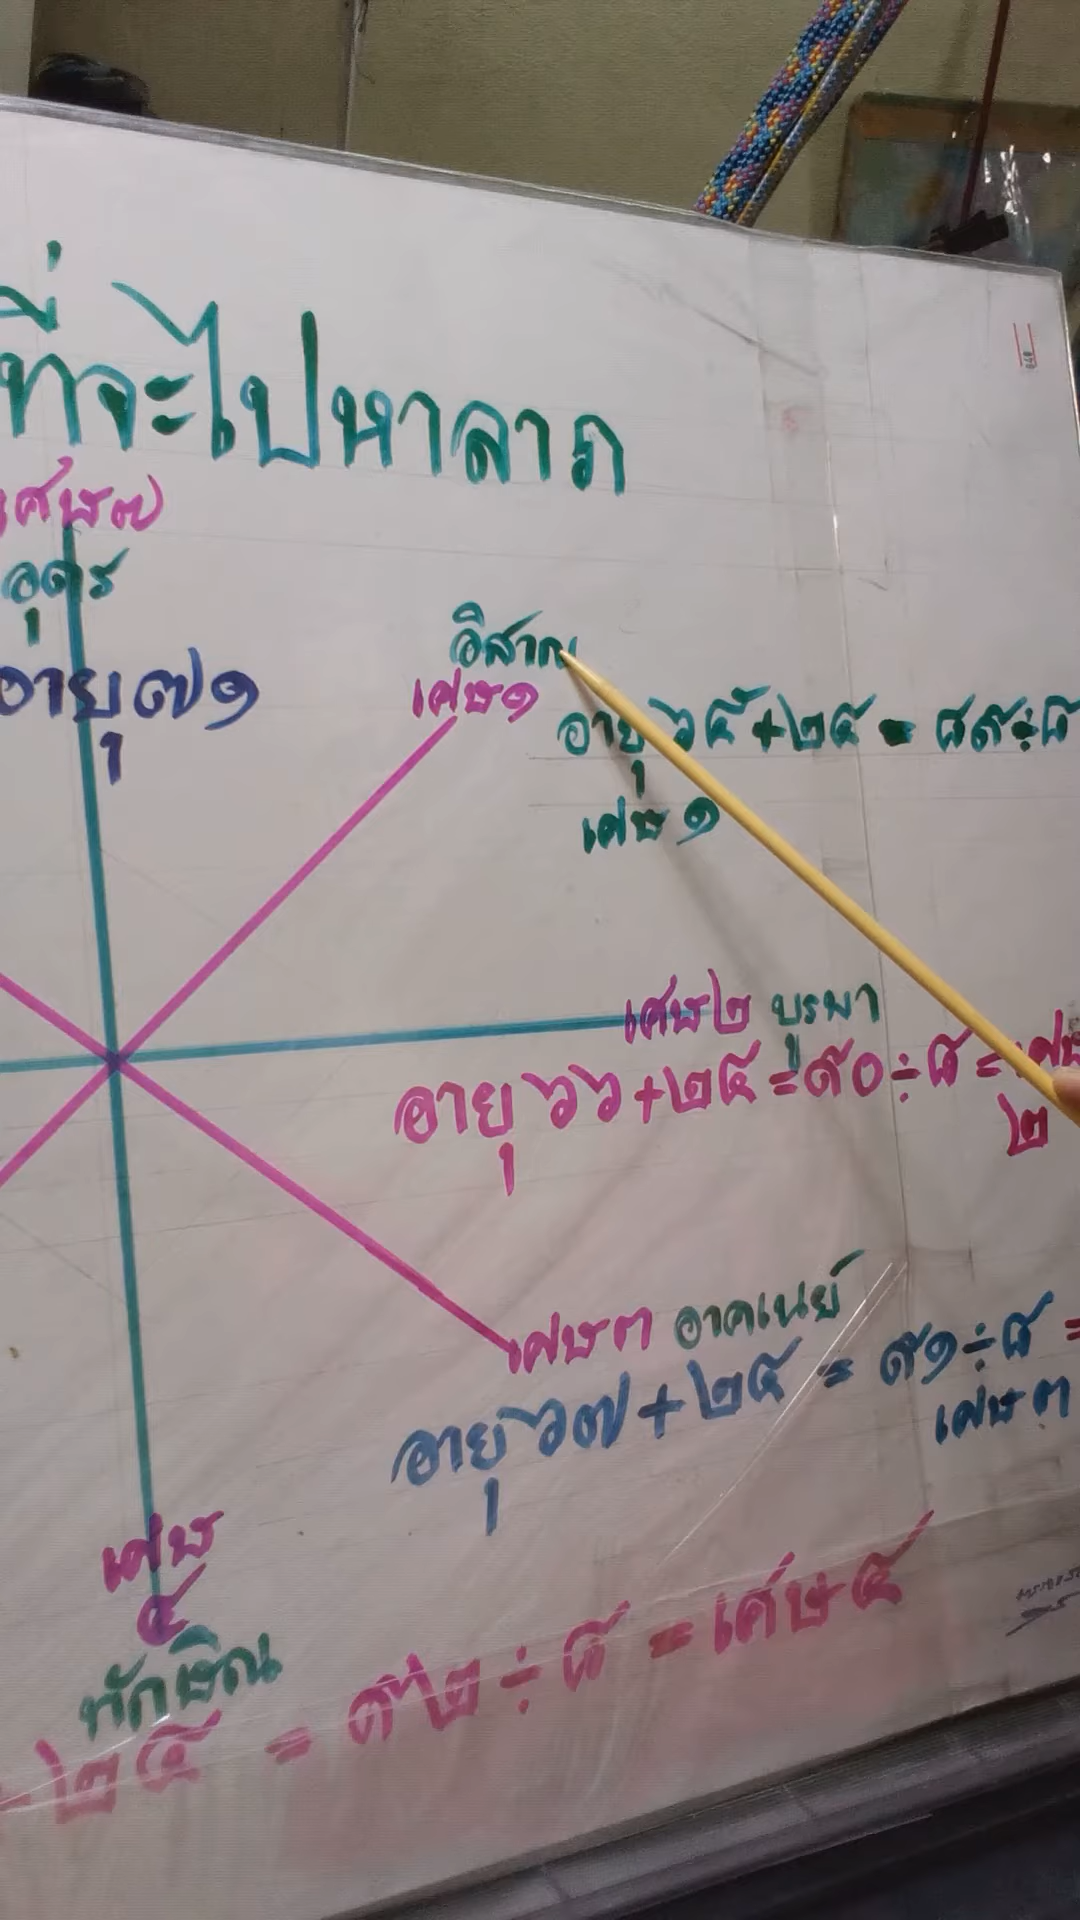 ที่จะไปหาลาภ
เศษ๗
อุดร
อายุ๗๑
อิสาณ
เศษ๑
อายุ ๖๕+๒๔ = ๘๙÷๘
เศษ ๑
เศษ๒ บูรพา
อายุ ๖๖+๒๔=๙๐÷๘=เศษ
๒
เศษ๓ อาคเนย์
อายุ ๖๗+๒๔ = ๙๑÷๘ =
เศษ ๓
เศษ
๔
ทักษิณ
๒๔ = ๙๒÷๘ = เศษ๔